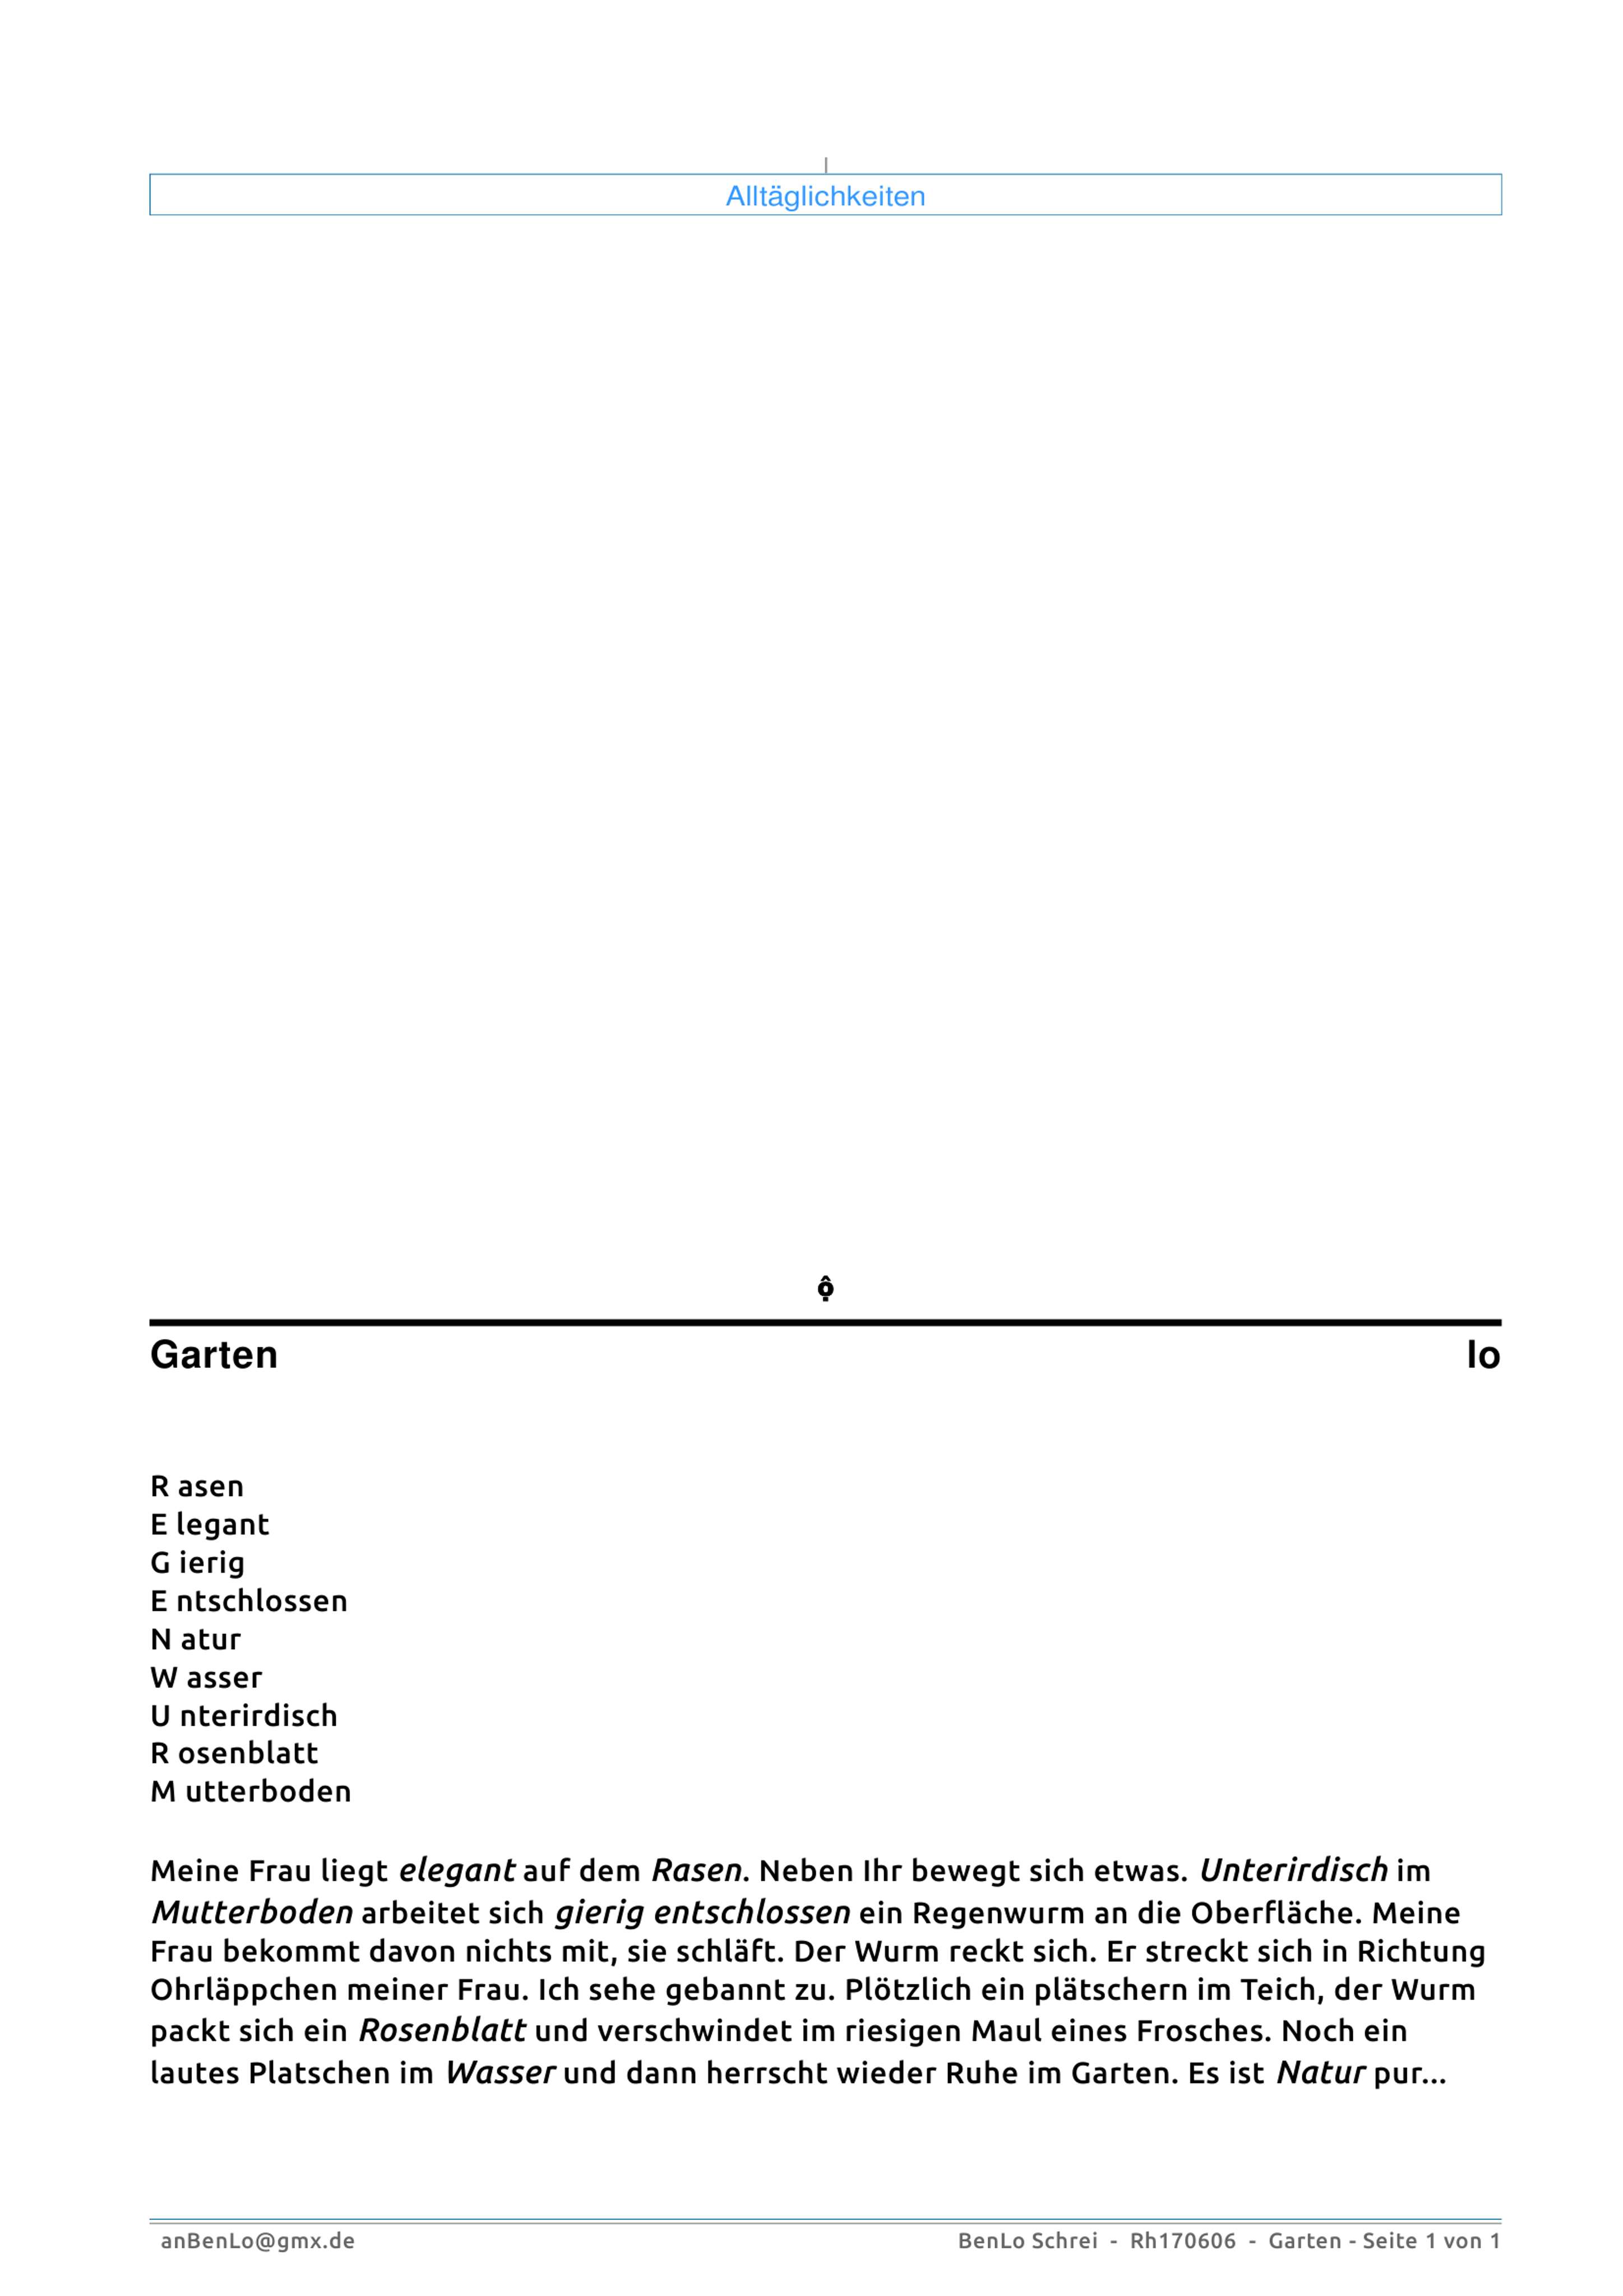 Alltäglichkeiten
Garten lo
R asen
E legant
G ierig
E ntschlossen
N atur
W asser
U nterirdisch
R osenblatt
M utterboden
Meine Frau liegt elegant auf dem Rasen. Neben Ihr bewegt sich etwas. Unterirdisch im
Mutterboden arbeitet sich gierig entschlossen ein Regenwurm an die Oberfläche. Meine
Frau bekommt davon nichts mit, sie schläft. Der Wurm reckt sich. Er streckt sich in Richtung
Ohrläppchen meiner Frau. Ich sehe gebannt zu. Plötzlich ein plätschern im Teich, der Wurm
packt sich ein Rosenblatt und verschwindet im riesigen Maul eines Frosches. Noch ein
lautes Platschen im Wasser und dann herrscht wieder Ruhe im Garten. Es ist Natur pur...
anBenLo@gmx.de BenLo Schrei - Rh170606 - Garten - Seite 1 von 1